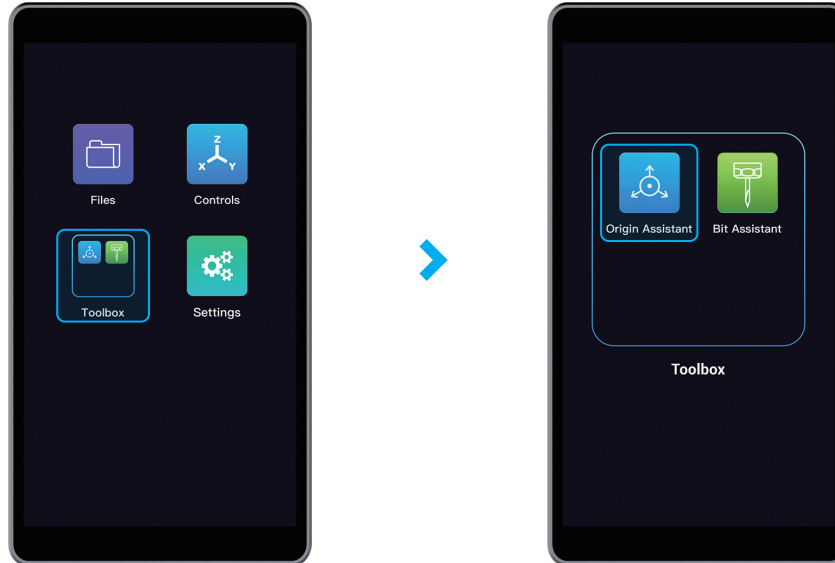 Z
X Y
Files
Controls
Toolbox
Settings
Origin Assistant
Bit Assistant
Toolbox